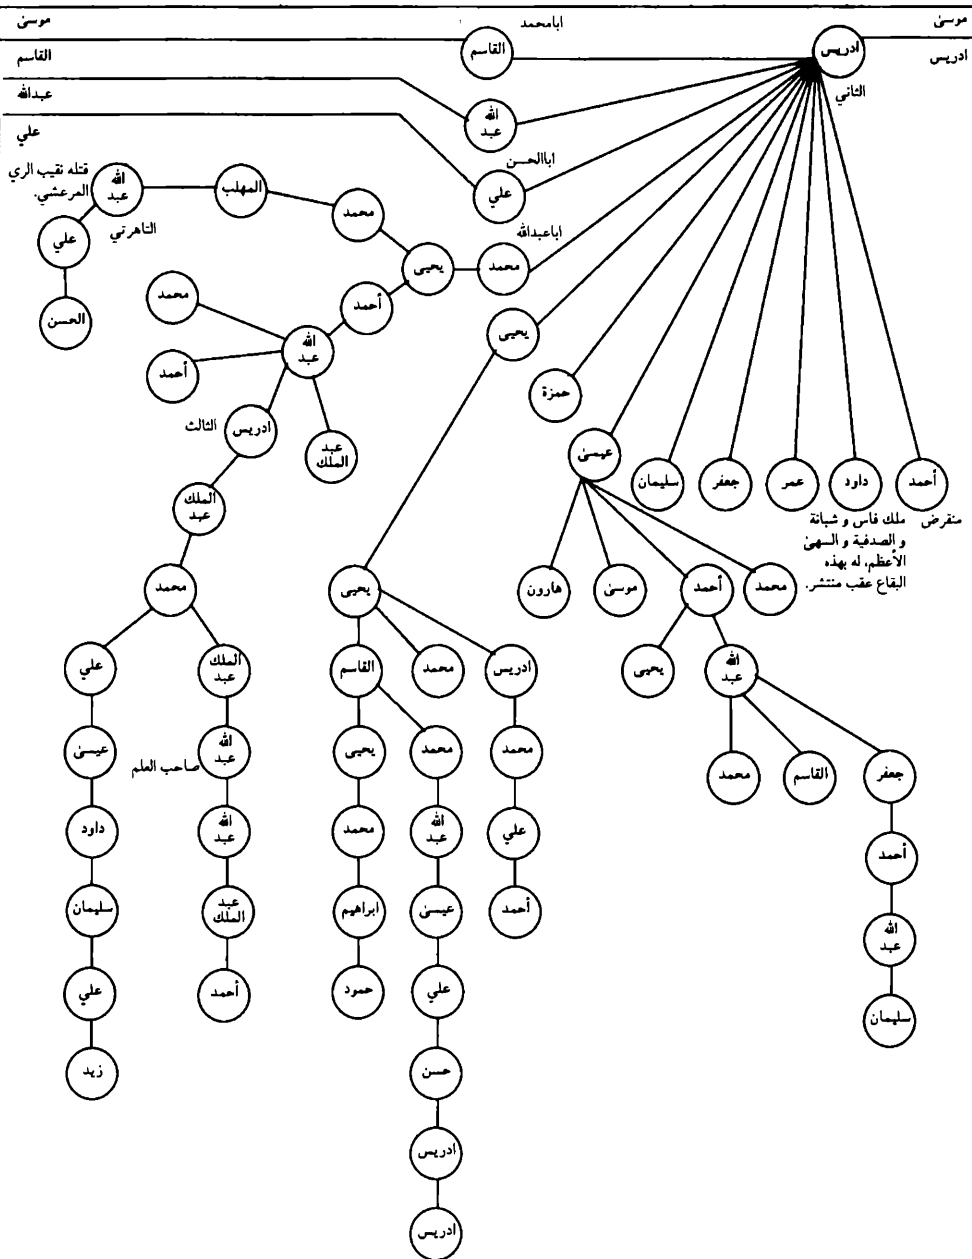 موسىٰ
موسىٰ
ابامحمد
ادريس
القاسم
ادريس
الثاني
القاسم
عبدالله
الله
عبد
علي
اباالحسن
علي
قتله نقيب الري
المرعشي.
الله
عبد
المهلب
محمد
التاهرتي
علي
الحسن
اباعبدالله
محمد
يحيى
أحمد
محمد
الله
عبد
أحمد
ادريس
الثالث
عبد
الملك
الملك
عبد
محمد
يحيى
حمزة
عيسىٰ
سليمان
جعفر
عمر
داود
أحمد
منقرض
ملك فاس و شبانة
و الصدفية و السهىٰ
الأعظم، له بهذه
البقاع عقب منتشر.
محمد
أحمد
موسىٰ
هارون
يحيى
ادريس
محمد
القاسم
الله
عبد
يحيى
الملك
عبد
علي
جعفر
القاسم
محمد
محمد
محمد
يحيى
الله
عبد
صاحب العلم
عيسىٰ
أحمد
علي
الله
عبد
محمد
الله
عبد
داود
الله
عبد
أحمد
عيسىٰ
ابراهيم
عبد
الملك
سليمان
سليمان
علي
حمود
أحمد
علي
حسن
زيد
ادريس
ادريس